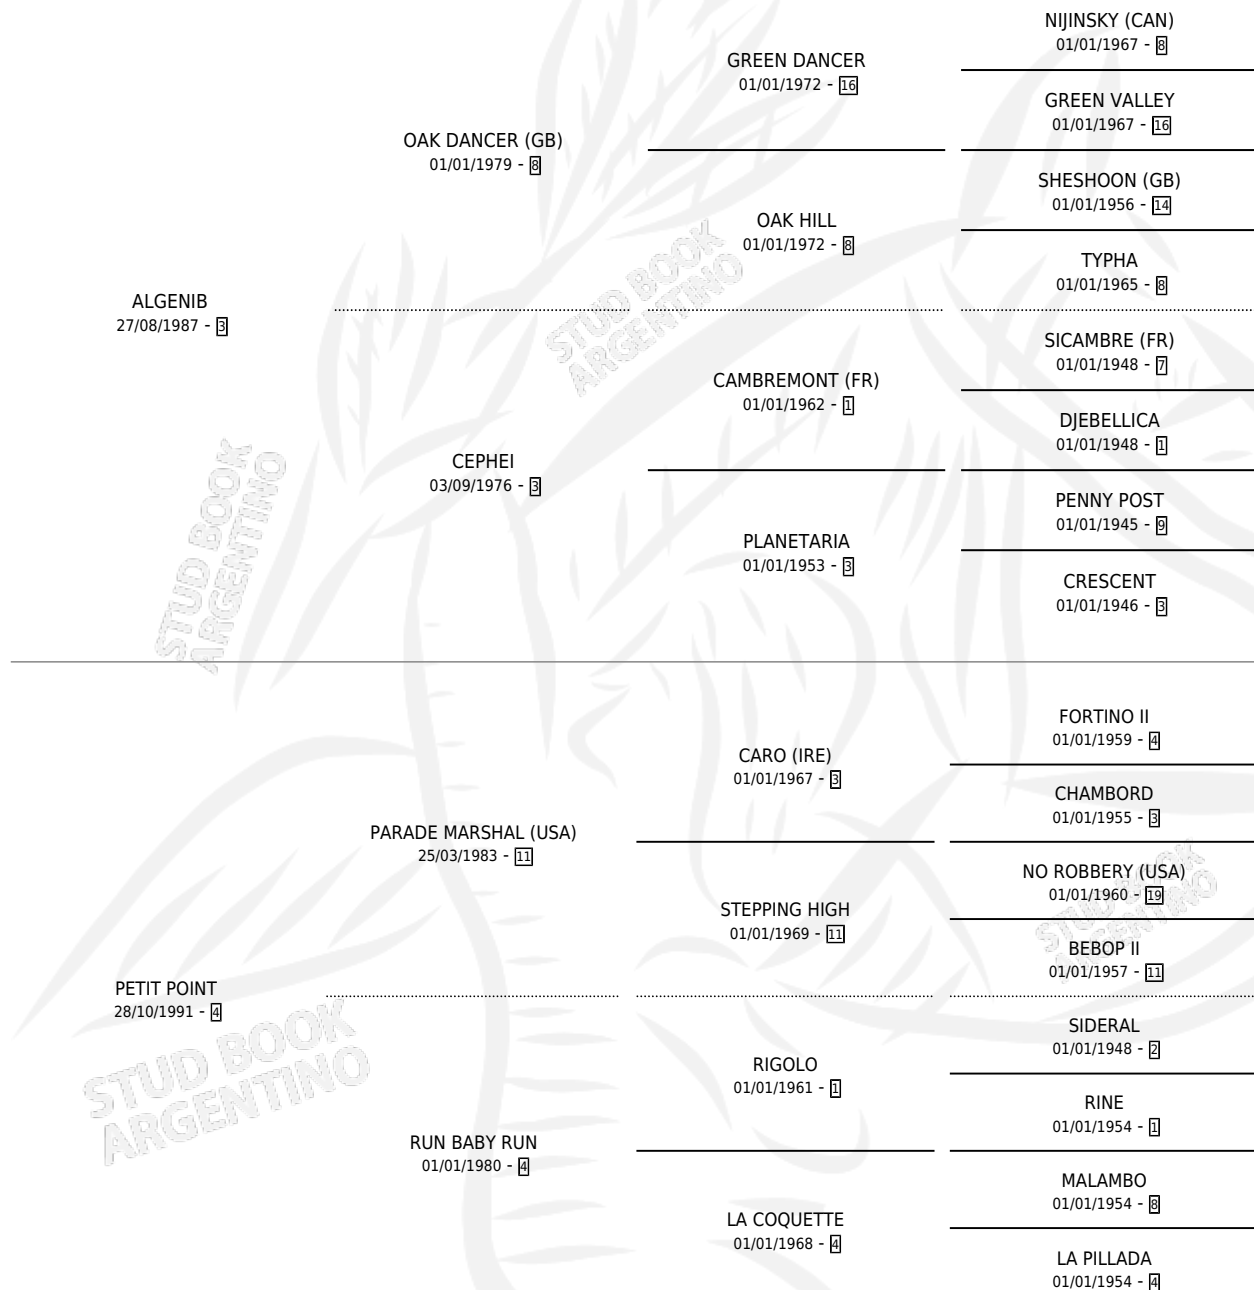 NIJINSKY (CAN)
01/01/1967 - 8
GREEN DANCER
01/01/1972 - 16
GREEN VALLEY
01/01/1967 - 16
OAK DANCER (GB)
01/01/1979 - 8
SHESHOON (GB)
01/01/1956 - 14
OAK HILL
01/01/1972 - 8
TYPHA
01/01/1965 - 8
ALGENIB
27/08/1987 - 3
STUD BOOK
ARGENTINO
SICAMBRE (FR)
01/01/1948 - 7
CAMBREMONT (FR)
01/01/1962 - 1
DJEBELLICA
01/01/1948 - 1
CEPHEI
03/09/1976 - 3
PENNY POST
01/01/1945 - 9
PLANETARIA
01/01/1953 - 3
CRESCENT
01/01/1946 - 3
STUD BOOK
ARGENTINO
FORTINO II
01/01/1959 - 4
CARO (IRE)
01/01/1967 - 3
CHAMBORD
01/01/1955 - 3
PARADE MARSHAL (USA)
25/03/1983 - 11
NO ROBBERY (USA)
01/01/1960 - 19
STEPPING HIGH
01/01/1969 - 11
STUD BOOK
ARGENTINO
BEBOP II
01/01/1957 - 11
PETIT POINT
28/10/1991 - 4
STUD BOOK
ARGENTINO
SIDERAL
01/01/1948 - 2
RIGOLO
01/01/1961 - 1
RINE
01/01/1954 - 1
RUN BABY RUN
01/01/1980 - 4
MALAMBO
01/01/1954 - 8
LA COQUETTE
01/01/1968 - 4
LA PILLADA
01/01/1954 - 4